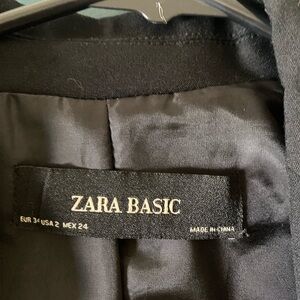 ZARA BASIC
EUR 34 USA 2 MEX 24 MADE IN CHINA